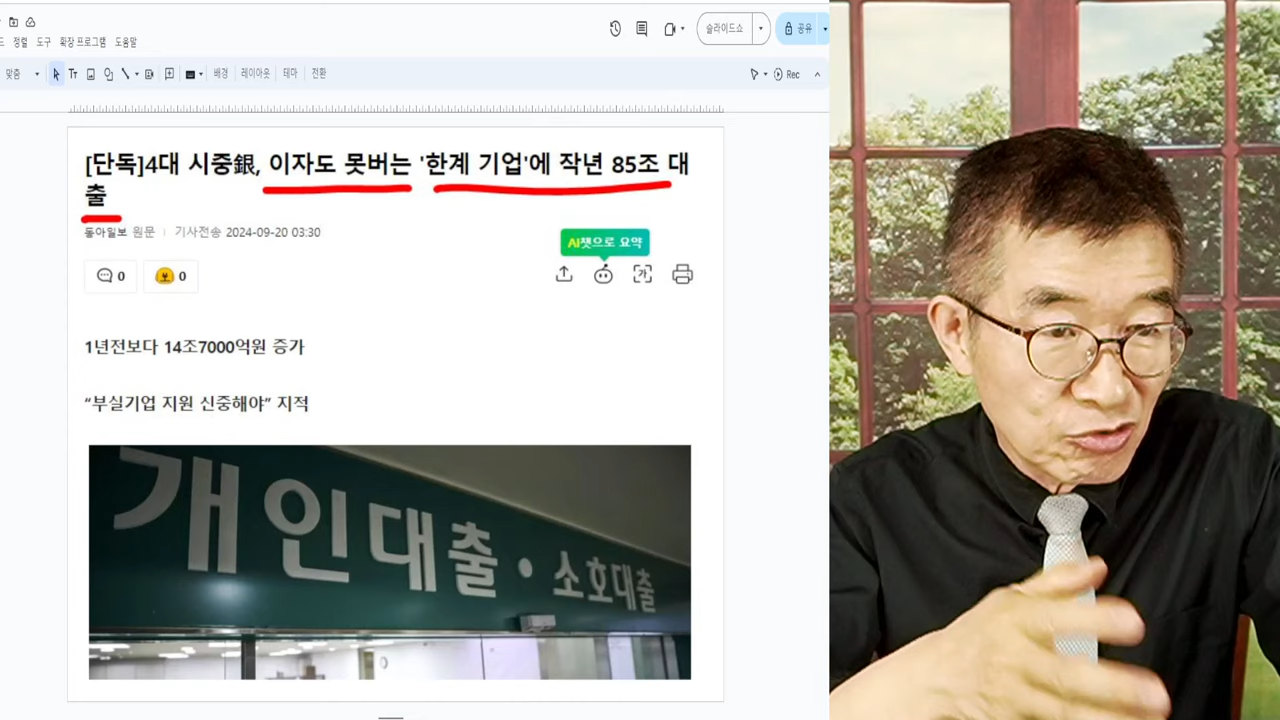 정렬 도구 확장 프로그램 도움말
슬라이드쇼
공유
맞춤
Tт
배경
레이아웃
테마
전환
Rec
[단독]4대 시중銀, 이자도 못버는 '한계 기업'에 작년 85조 대
출
동아일보 원문 | 기사전송 2024-09-20 03:30
AI챗으로 요약
0
0
가
1년전보다 14조7000억원 증가
“부실기업 지원 신중해야” 지적
개인대출 · 소호대출